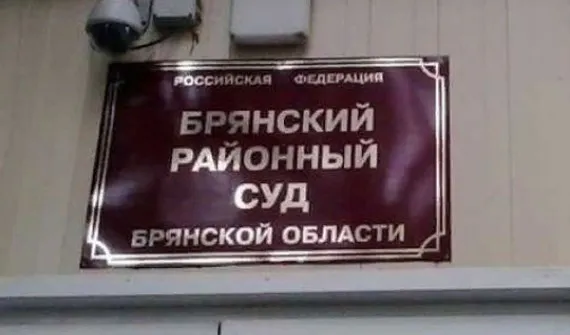 РОССИЙСКАЯ ФЕДЕРАЦИЯ
БРЯНСКИЙ
РАЙОННЫЙ
СУД
БРЯНСКОЙ ОБЛАСТИ